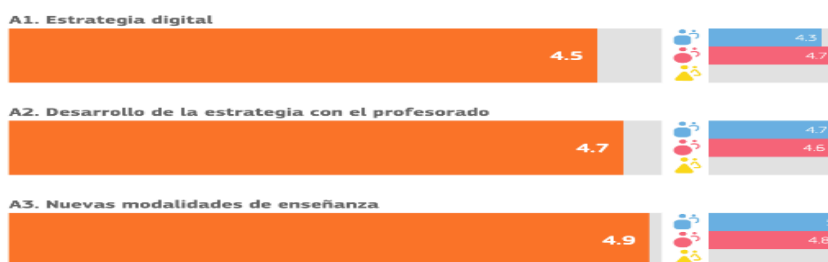 A1. Estrategia digital
4.5
4.3
4.7
A2. Desarrollo de la estrategia con el profesorado
4.7
4.7
4.6
A3. Nuevas modalidades de enseñanza
4.9
4.8